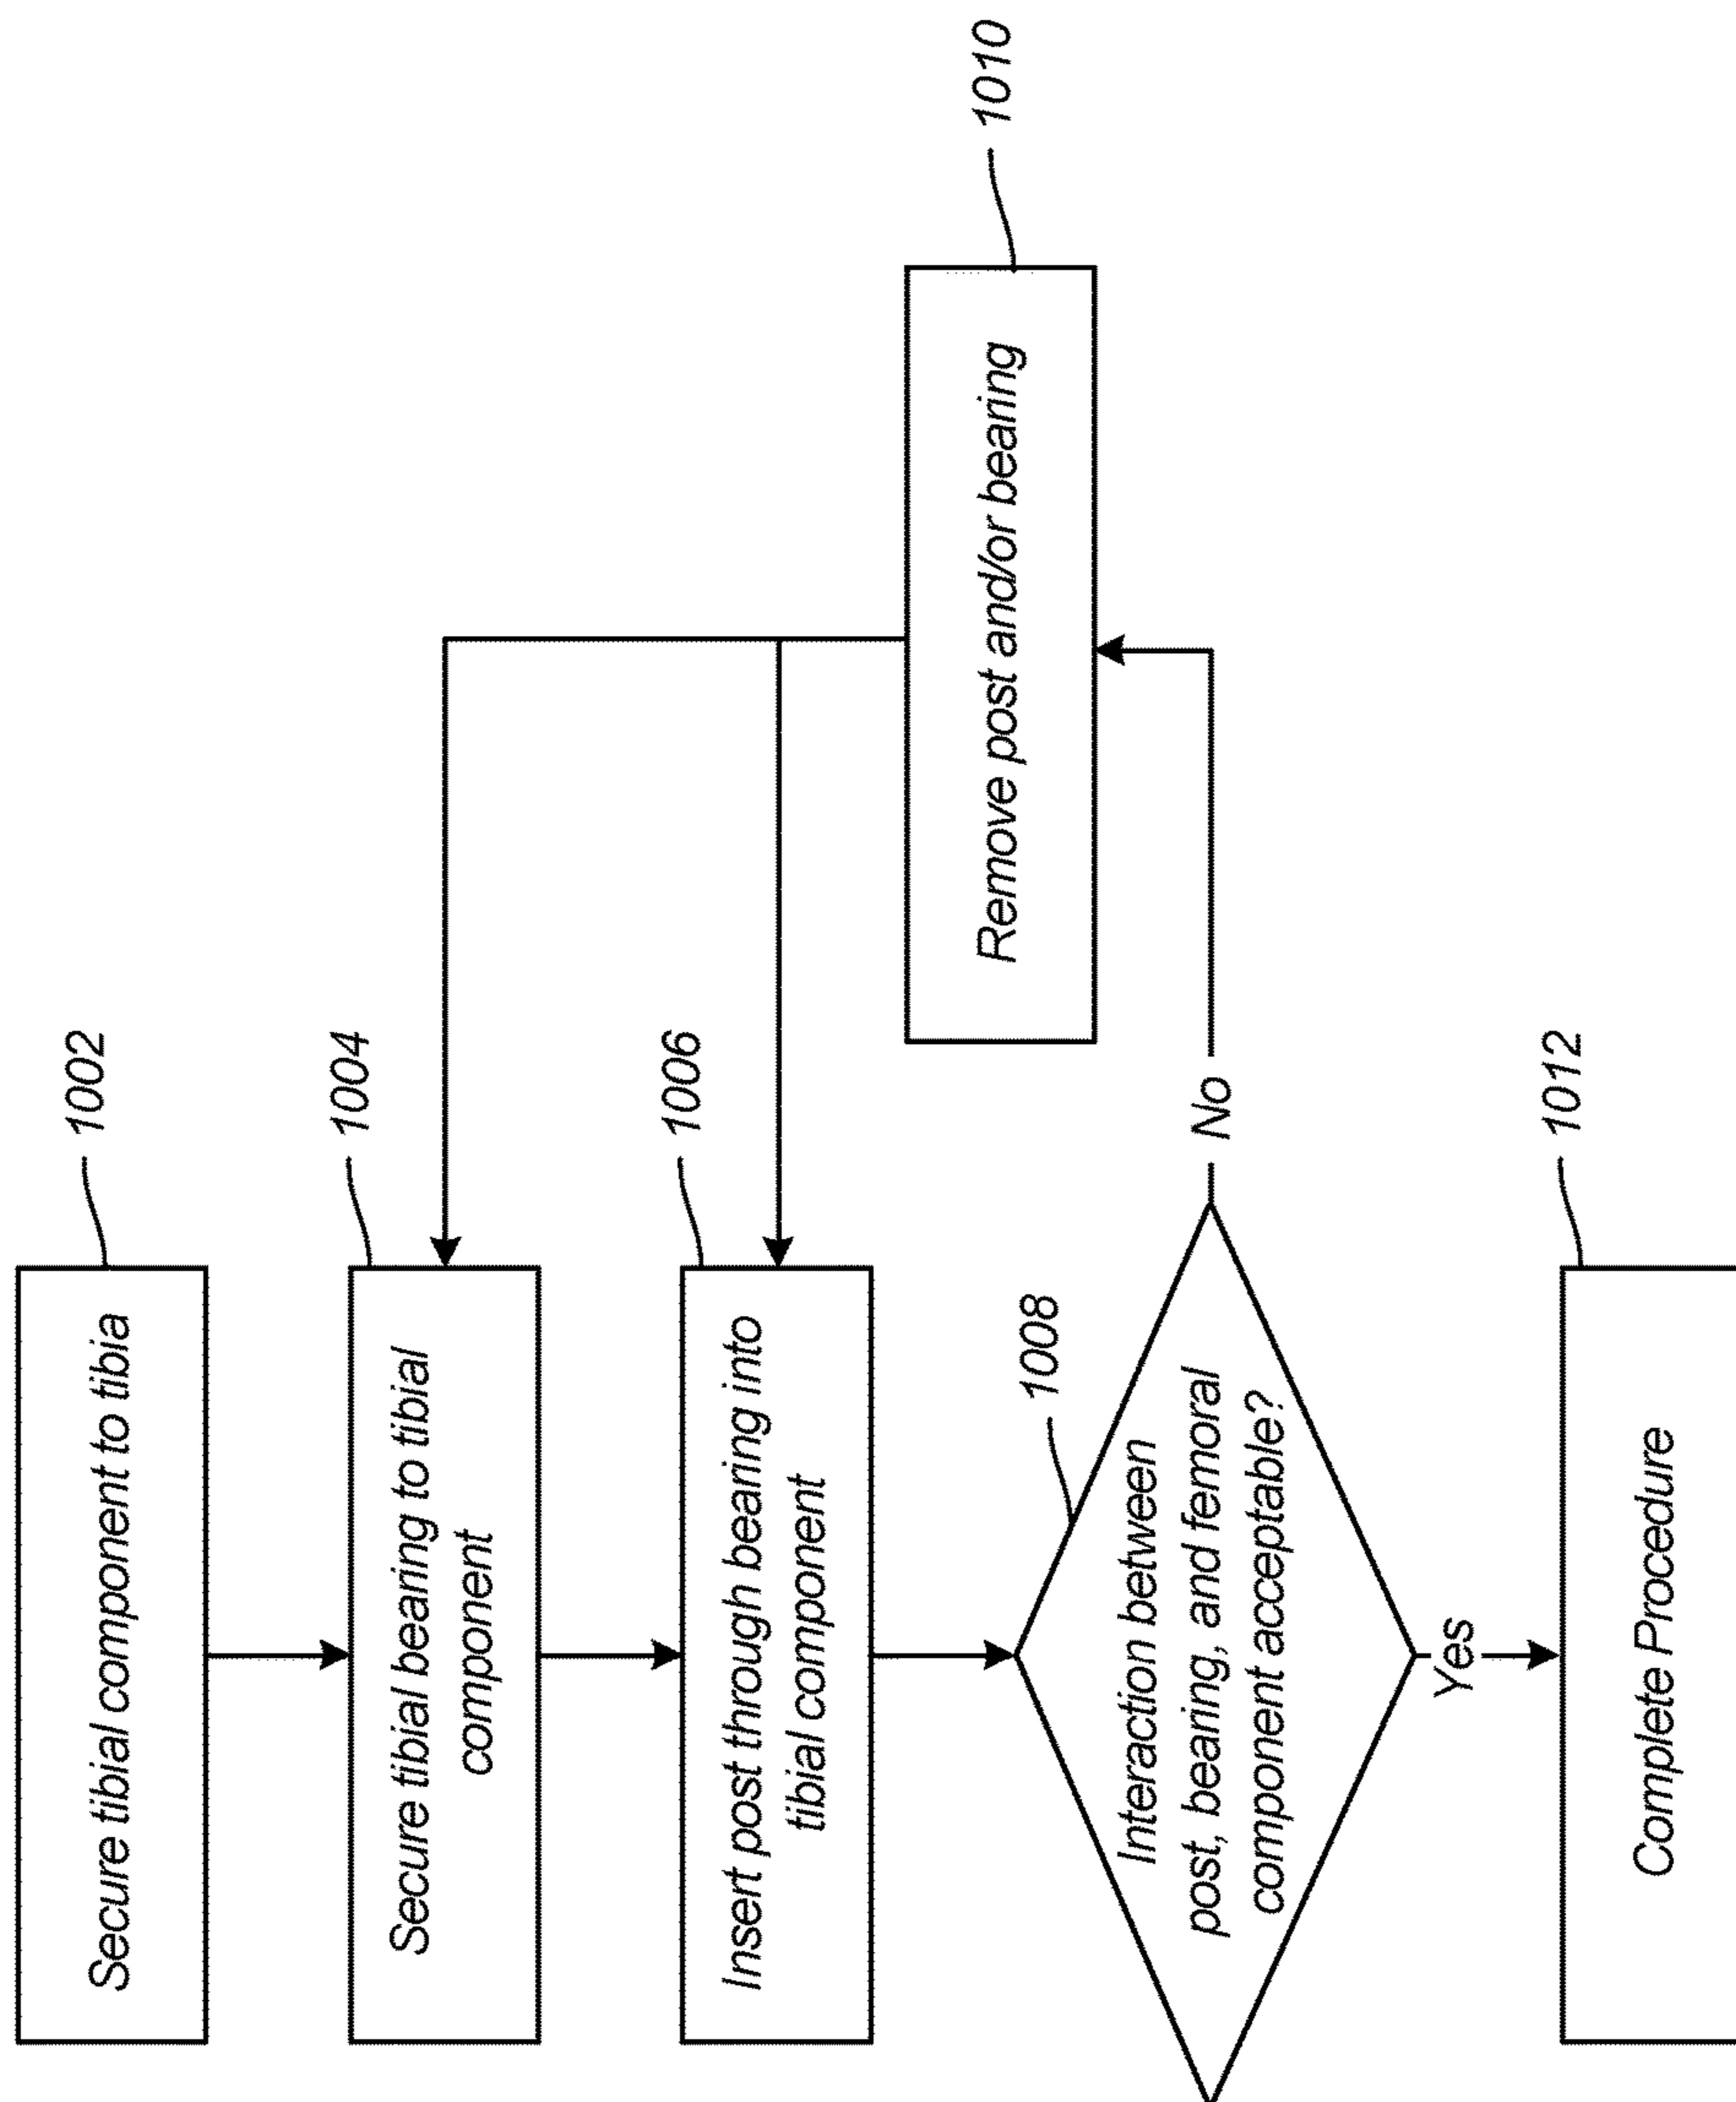 1002
Secure tibial component to tibia
1004
Secure tibial bearing to tibial
component
1006
Insert post through bearing into
tibial component
1008
Interaction between
post, bearing, and femoral
component acceptable?
No
1010
Remove post and/or bearing
Yes
1012
Complete Procedure